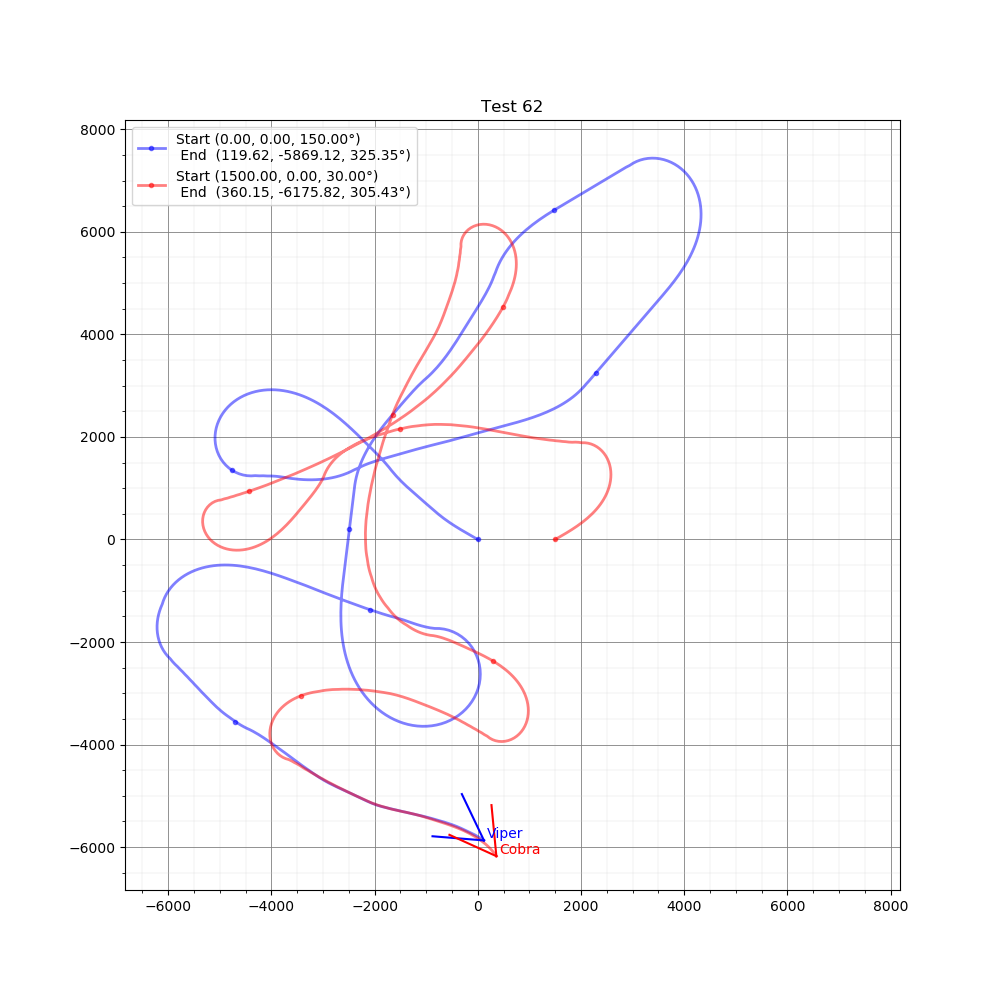 Test 62
Start (0.00, 0.00, 150.00°)
End (119.62, -5869.12, 325.35°)
Start (1500.00, 0.00, 30.00°)
End (360.15, -6175.82, 305.43°)
8000
6000
4000
2000
0
−2000
−4000
−6000
Viper
Cobra
−6000 −4000 −2000 0 2000 4000 6000 8000